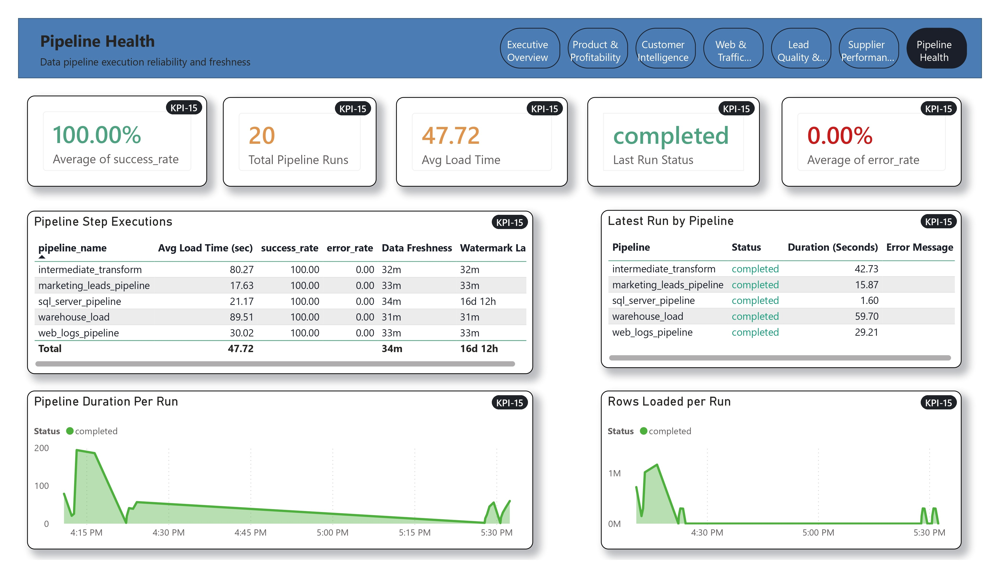 Pipeline Health
Data pipeline execution reliability and freshness
Executive
Overview
Product &
Profitability
Customer
Intelligence
Web &
Traffic...
Lead
Quality &...
Supplier
Performan...
Pipeline
Health
KPI-15
100.00%
Average of success_rate
KPI-15
20
Total Pipeline Runs
KPI-15
47.72
Avg Load Time
KPI-15
completed
Last Run Status
KPI-15
0.00%
Average of error_rate
Pipeline Step Executions
KPI-15
pipeline_name Avg Load Time (sec) success_rate error_rate Data Freshness Watermark La
intermediate_transform 80.27 100.00 0.00 32m 32m
marketing_leads_pipeline 17.63 100.00 0.00 33m 33m
sql_server_pipeline 21.17 100.00 0.00 34m 16d 12h
warehouse_load 89.51 100.00 0.00 31m 31m
web_logs_pipeline 30.02 100.00 0.00 33m 33m
Total 47.72 34m 16d 12h
Latest Run by Pipeline
KPI-15
Pipeline Status Duration (Seconds) Error Message
intermediate_transform completed 42.73
marketing_leads_pipeline completed 15.87
sql_server_pipeline completed 1.60
warehouse_load completed 59.70
web_logs_pipeline completed 29.21
Pipeline Duration Per Run
KPI-15
Status completed
200
100
0
4:15 PM 4:30 PM 4:45 PM 5:00 PM 5:15 PM 5:30 PM
Rows Loaded per Run
KPI-15
Status completed
1M
0M
4:30 PM 5:00 PM 5:30 PM